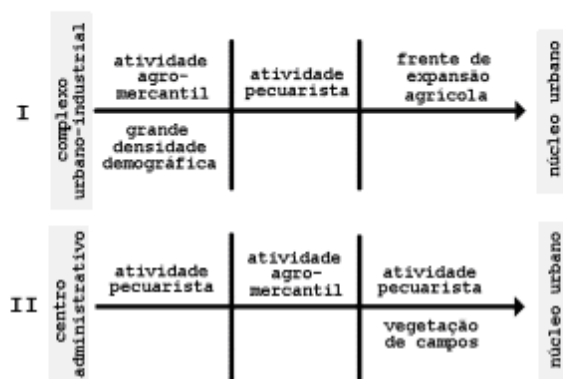 I
complexo
urbano-industrial
atividade
agro-
mercantil
grande
densidade
demográfica
atividade
pecuarista
frente de
expansão
agrícola
núcleo urbano
II
centro
administrativo
atividade
pecuarista
atividade
agro-
mercantil
atividade
pecuarista
vegetação
de campos
núcleo urbano